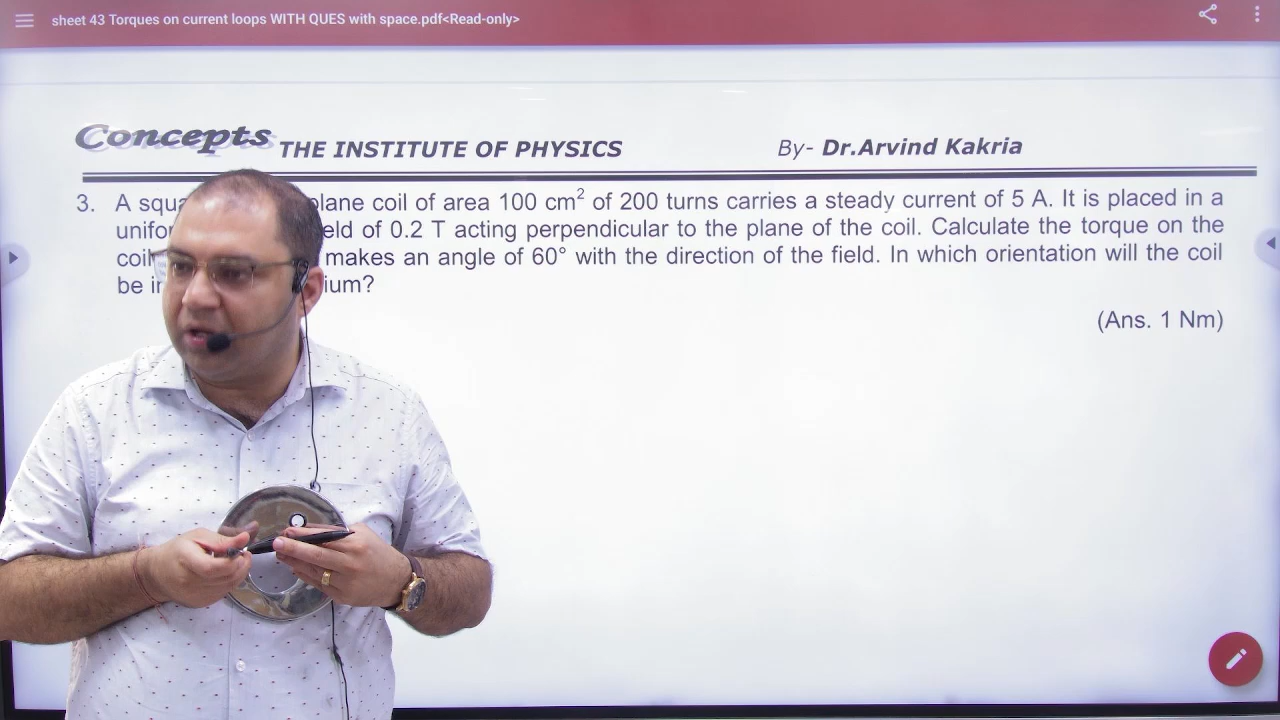 sheet 43 Torques on current loops WITH QUES with space.pdf<Read-only>
Concepts THE INSTITUTE OF PHYSICS By- Dr.Arvind Kakria
3. A squ plane coil of area 100 cm² of 200 turns carries a steady current of 5 A. It is placed in a
unifor eld of 0.2 T acting perpendicular to the plane of the coil. Calculate the torque on the
coil makes an angle of 60° with the direction of the field. In which orientation will the coil
be in ium?
(Ans. 1 Nm)